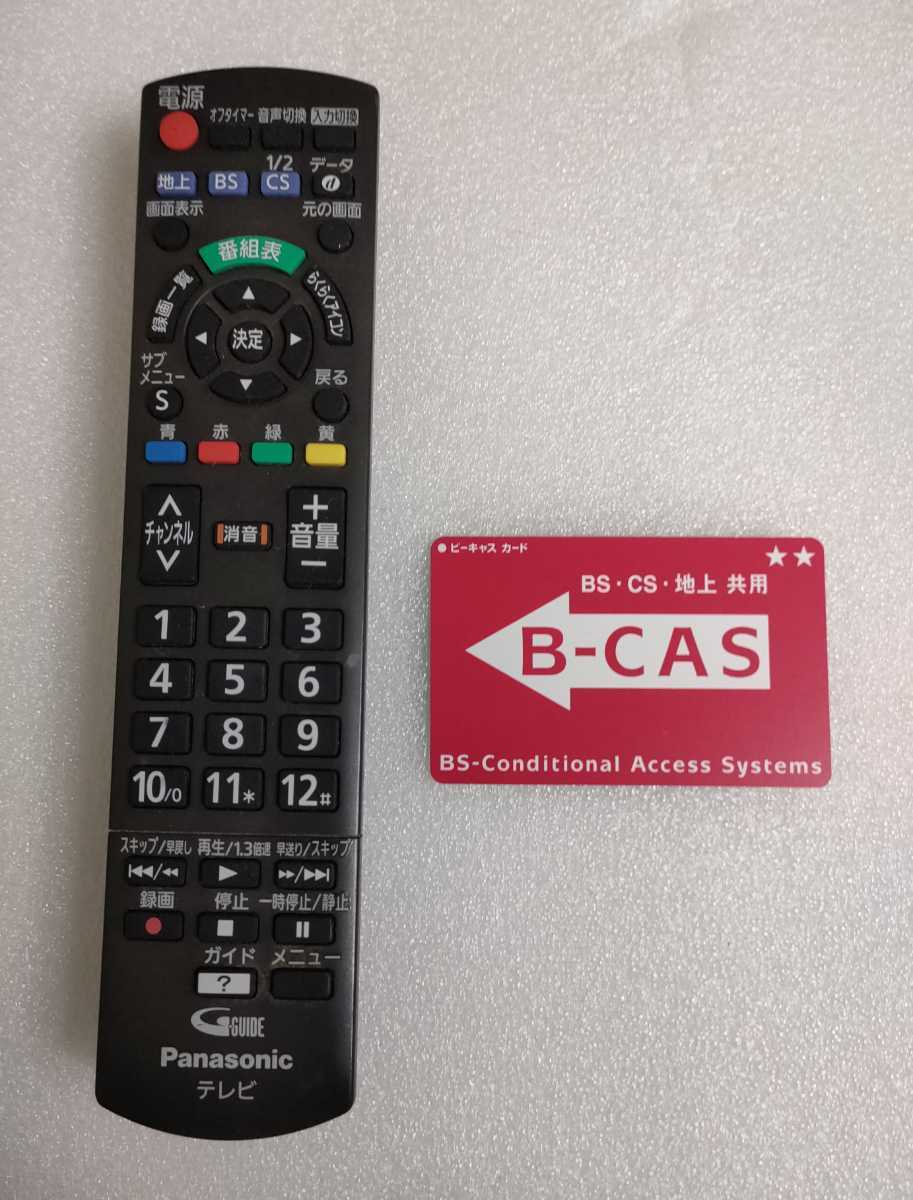 電源
オフタイマー 音声切換 入力切換
1/2 データ
地上 BS CS d
画面表示 元の画面
番組表
録画一覧 らくらくアイコン
決定
サブ
メニュー 戻る
S
青 赤 緑 黄
チャンネル 消音 + 音量 −
1 2 3
4 5 6
7 8 9
10/0 11* 12#
スキップ/早戻し 再生/1.3倍速 早送り/スキップ
録画 停止 一時停止/静止
ガイド メニュー
?
G-GUIDE
Panasonic
テレビ
ビーキャス カード
BS・CS・地上 共用
B-CAS
BS-Conditional Access Systems